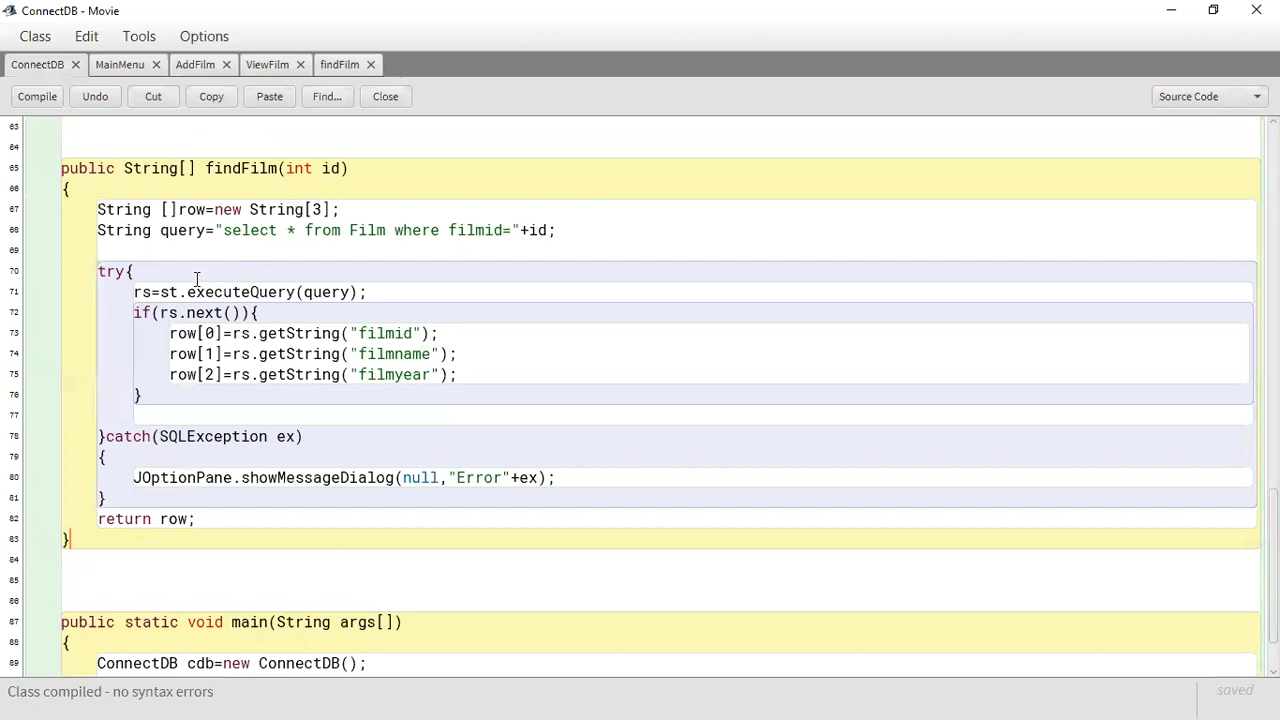 ConnectDB - Movie
Class Edit Tools Options
ConnectDB MainMenu AddFilm ViewFilm findFilm
Compile Undo Cut Copy Paste Find... Close Source Code
63
64
65 public String[] findFilm(int id)
66 {
67 String []row=new String[3];
68 String query="select * from Film where filmid="+id;
69
70 try{
71 rs=st.executeQuery(query);
72 if(rs.next()){
73 row[0]=rs.getString("filmid");
74 row[1]=rs.getString("filmname");
75 row[2]=rs.getString("filmyear");
76 }
77
78 }catch(SQLException ex)
79 {
80 JOptionPane.showMessageDialog(null,"Error"+ex);
81 }
82 return row;
83 }
84
85
86
87 public static void main(String args[])
88 {
89 ConnectDB cdb=new ConnectDB();
Class compiled - no syntax errors saved